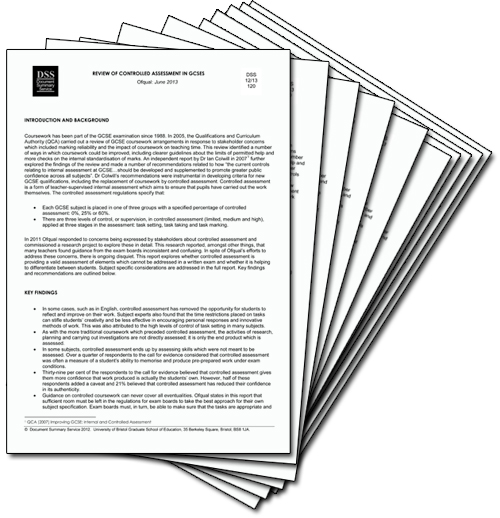 DSS
Document
Summary
Service
REVIEW OF CONTROLLED ASSESSMENT IN GCSES
Ofqual: June 2013
DSS
12/13
120
INTRODUCTION AND BACKGROUND
Coursework has been part of the GCSE examination since 1988. In 2005, the Qualifications and Curriculum
Authority (QCA) carried out a review of GCSE coursework arrangements in response to stakeholder concerns
which included marking reliability and the impact of coursework on teaching time. This review identified a number
of ways in which coursework could be improved, including clearer guidelines about the limits of permitted help and
more checks on the internal standardisation of marks. An independent report by Dr Ian Colwill in 2007¹ further
explored the findings of the review and made a number of recommendations related to how "the current controls
relating to internal assessment at GCSE…should be developed and supplemented to promote greater public
confidence across all subjects". Dr Colwill's recommendations were instrumental in developing criteria for new
GCSE qualifications, including the replacement of coursework by controlled assessment. Controlled assessment
is a form of teacher-supervised internal assessment which aims to ensure that pupils have carried out the work
themselves. The controlled assessment regulations specify that:
• Each GCSE subject is placed in one of three groups with a specified percentage of controlled
assessment: 0%, 25% or 60%.
• There are three levels of control, or supervision, in controlled assessment (limited, medium and high),
applied at three stages in the assessment: task setting, task taking and task marking.
In 2011 Ofqual responded to concerns being expressed by stakeholders about controlled assessment and
commissioned a research project to explore these in detail. This research reported, amongst other things, that
many teachers found guidance from the exam boards inconsistent and confusing. In spite of Ofqual's efforts to
address these concerns, there is ongoing disquiet. This report explores whether controlled assessment is
providing a valid assessment of elements which cannot be addressed in a written exam and whether it is helping
to differentiate between students. Subject specific considerations are addressed in the full report. Key findings
and recommendations are outlined below.
KEY FINDINGS
• In some cases, such as in English, controlled assessment has removed the opportunity for students to
reflect and improve on their work. Subject experts also found that the time restrictions placed on tasks
can stifle students' creativity and be less effective in encouraging personal responses and innovative
methods of work. This was also attributed to the high levels of control of task setting in many subjects.
• As with the more traditional coursework which preceded controlled assessment, the activities of research,
planning and carrying out investigations are not directly assessed. It is only the end product which is
assessed.
• In some subjects, controlled assessment ends up by assessing skills which were not meant to be
assessed. Over a quarter of respondents to the call for evidence considered that controlled assessment
was often a measure of a student's ability to memorise and produce pre-prepared work under exam
conditions.
• Thirty-nine per cent of the respondents to the call for evidence believed that controlled assessment gives
them more confidence that work produced is actually the students' own. However, half of these
respondents added a caveat and 21% believed that controlled assessment has reduced their confidence
in its authenticity.
• Guidance on controlled coursework can never cover all eventualities. Ofqual states in this report that
sufficient room must be left in the regulations for exam boards to take the best approach for their own
subject specification. Exam boards must, in turn, be able to make sure that the tasks are appropriate and
¹ QCA (2007) Improving GCSE: Internal and Controlled Assessment
© Document Summary Service 2012. University of Bristol Graduate School of Education, 35 Berkeley Square, Bristol, BS8 1JA.